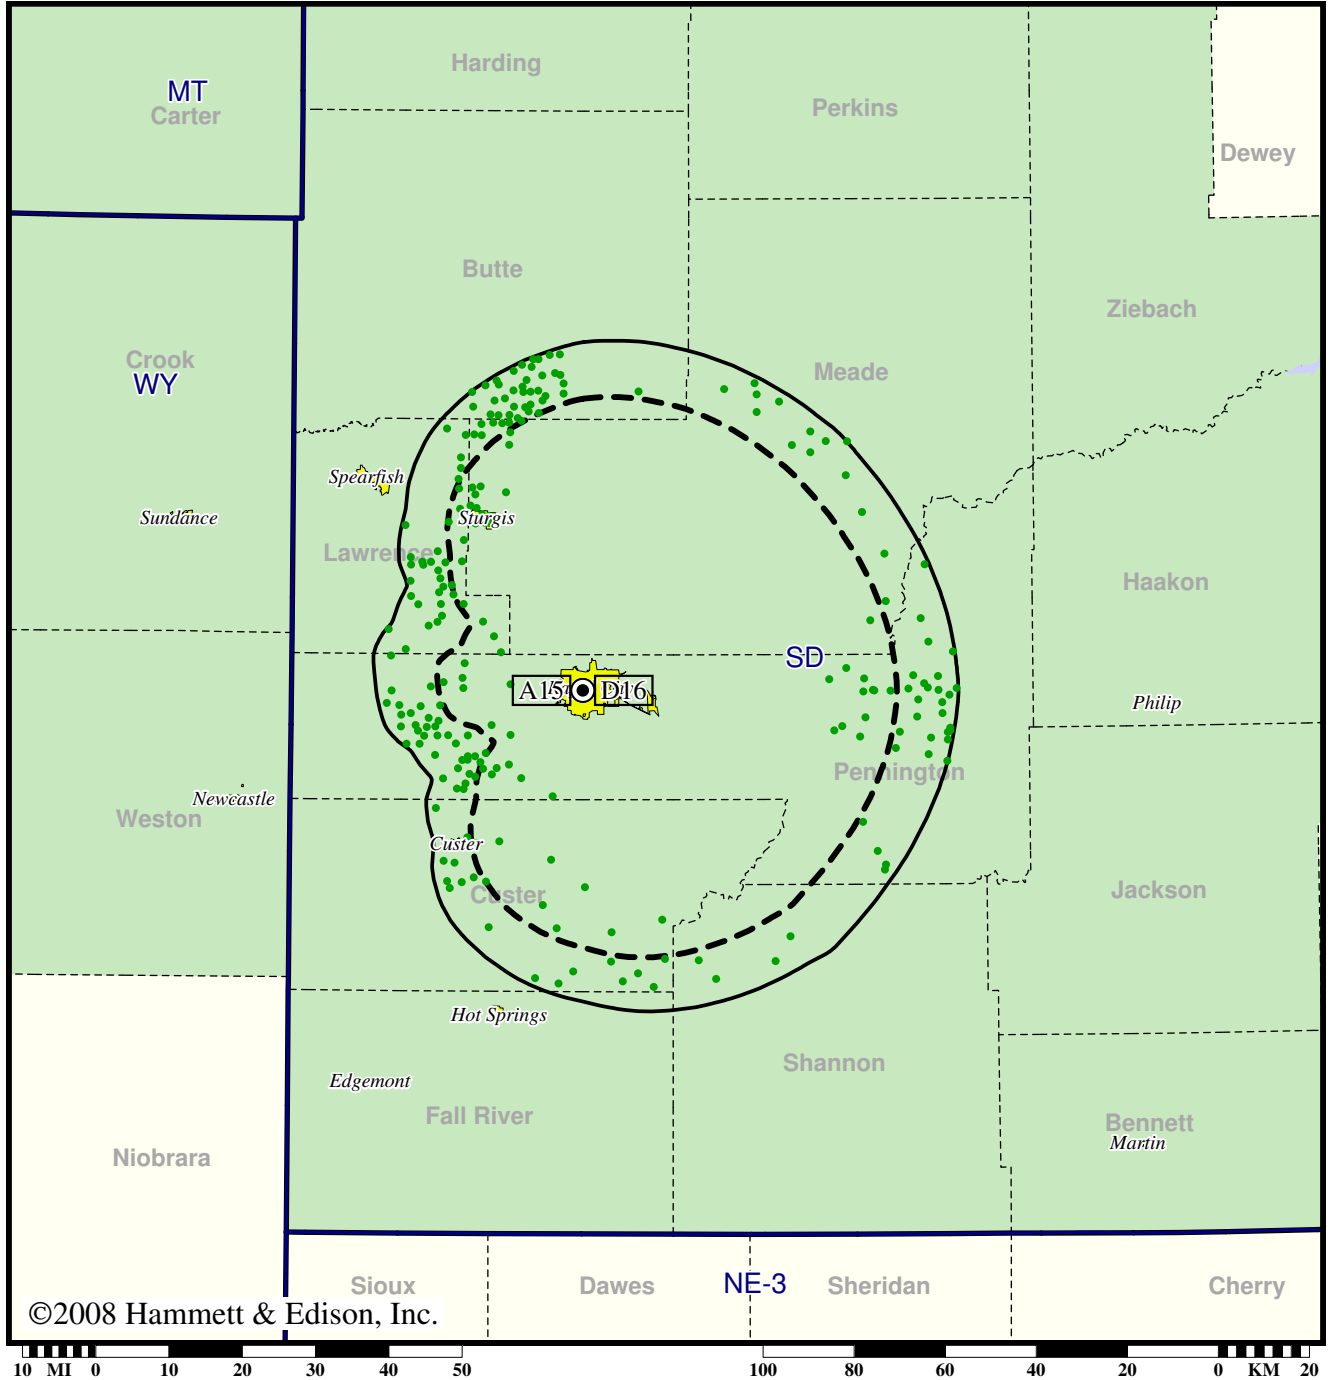 Harding
MT
Carter
Perkins
Dewey
Butte
Ziebach
Crook
WY
Meade
Spearfish
Sundance
Sturgis
Lawrence
Haakon
SD
A15
D16
Philip
Pennington
Newcastle
Weston
Custer
Custer
Jackson
Hot Springs
Shannon
Edgemont
Fall River
Bennett
Martin
Niobrara
Sioux
Dawes
NE-3
Sheridan
Cherry
©2008 Hammett & Edison, Inc.
10 MI 0 10 20 30 40 50 100 80 60 40 20 0 KM 20